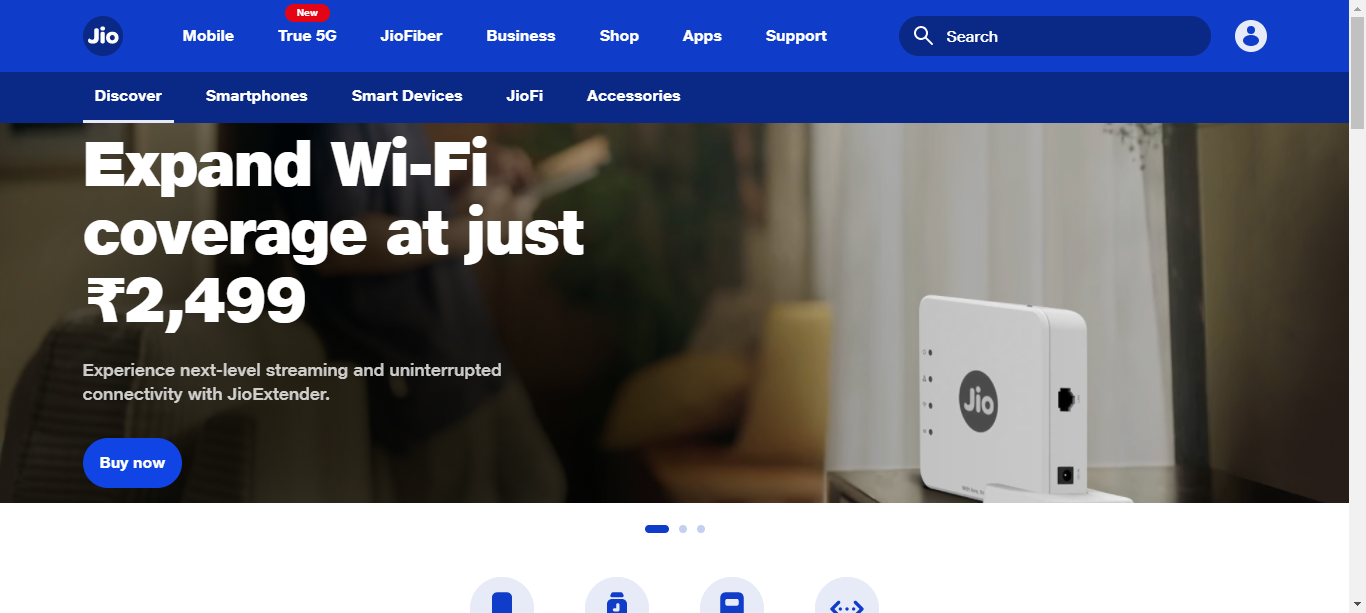 New
Jio Mobile True 5G JioFiber Business Shop Apps Support Search
Discover Smartphones Smart Devices JioFi Accessories
Expand Wi-Fi
coverage at just
₹2,499
Experience next-level streaming and uninterrupted
connectivity with JioExtender.
Buy now
Jio